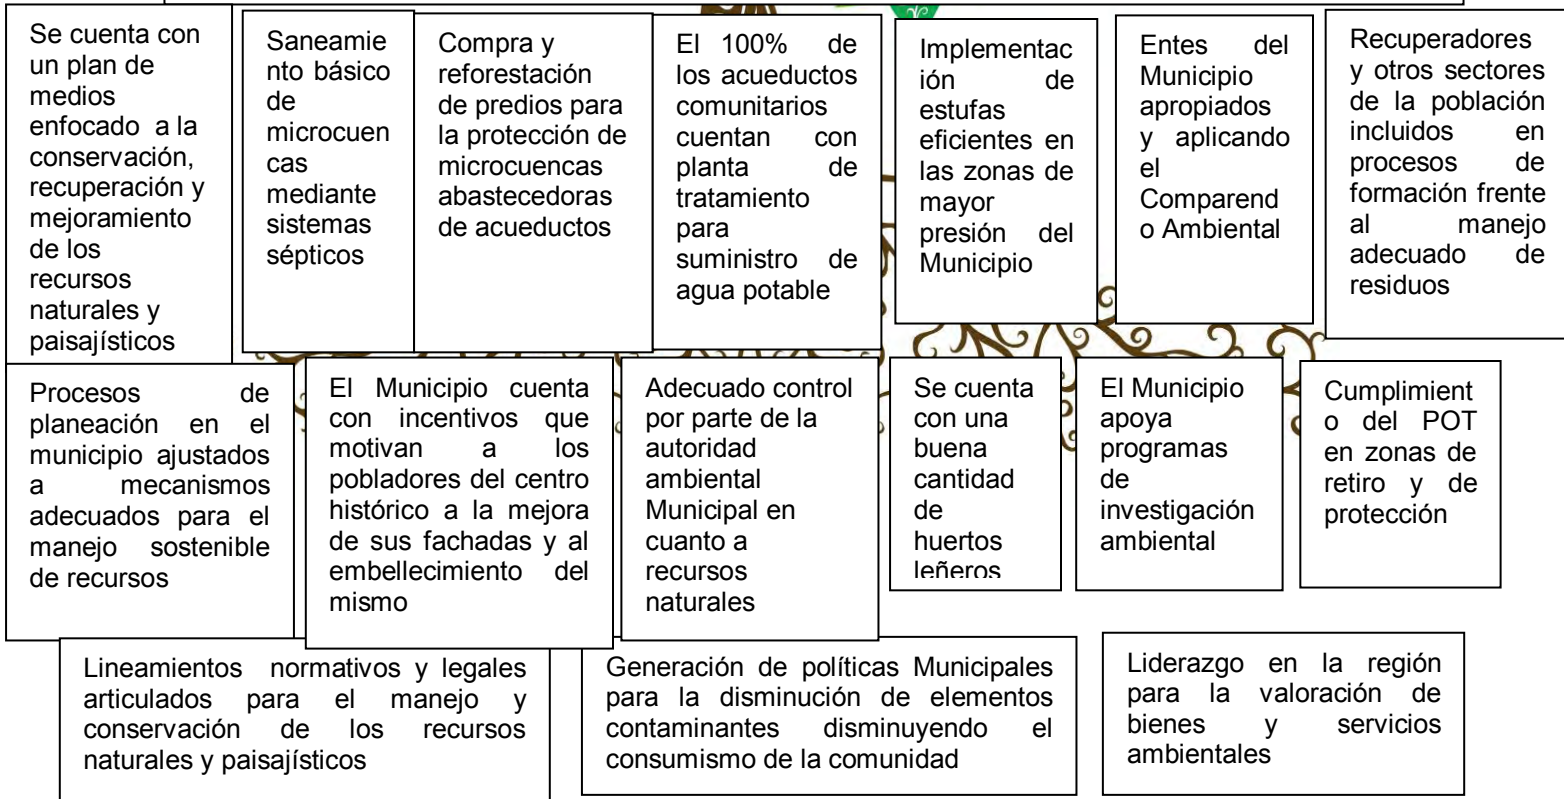 Se cuenta con
un plan de
medios
enfocado a la
conservación,
recuperación y
mejoramiento
de los
recursos
naturales y
paisajísticos
Saneamie
nto básico
de
microcuen
cas
mediante
sistemas
sépticos
Compra y
reforestación
de predios para
la protección de
microcuencas
abastecedoras
de acueductos
El 100% de
los acueductos
comunitarios
cuentan con
planta de
tratamiento
para
suministro de
agua potable
Implementac
ión de
estufas
eficientes en
las zonas de
mayor
presión del
Municipio
Entes del
Municipio
apropiados
y aplicando
el
Comparend
o Ambiental
Recuperadores
y otros sectores
de la población
incluidos en
procesos de
formación frente
al manejo
adecuado de
residuos
Procesos de
planeación en el
municipio ajustados
a mecanismos
adecuados para el
manejo sostenible
de recursos
El Municipio cuenta
con incentivos que
motivan a los
pobladores del centro
histórico a la mejora
de sus fachadas y al
embellecimiento del
mismo
Adecuado control
por parte de la
autoridad
ambiental
Municipal en
cuanto a
recursos
naturales
Se cuenta
con una
buena
cantidad
de
huertos
leñeros
El Municipio
apoya
programas
de
investigación
ambiental
Cumplimient
o del POT
en zonas de
retiro y de
protección
Lineamientos normativos y legales
articulados para el manejo y
conservación de los recursos
naturales y paisajísticos
Generación de políticas Municipales
para la disminución de elementos
contaminantes disminuyendo el
consumismo de la comunidad
Liderazgo en la región
para la valoración de
bienes y servicios
ambientales